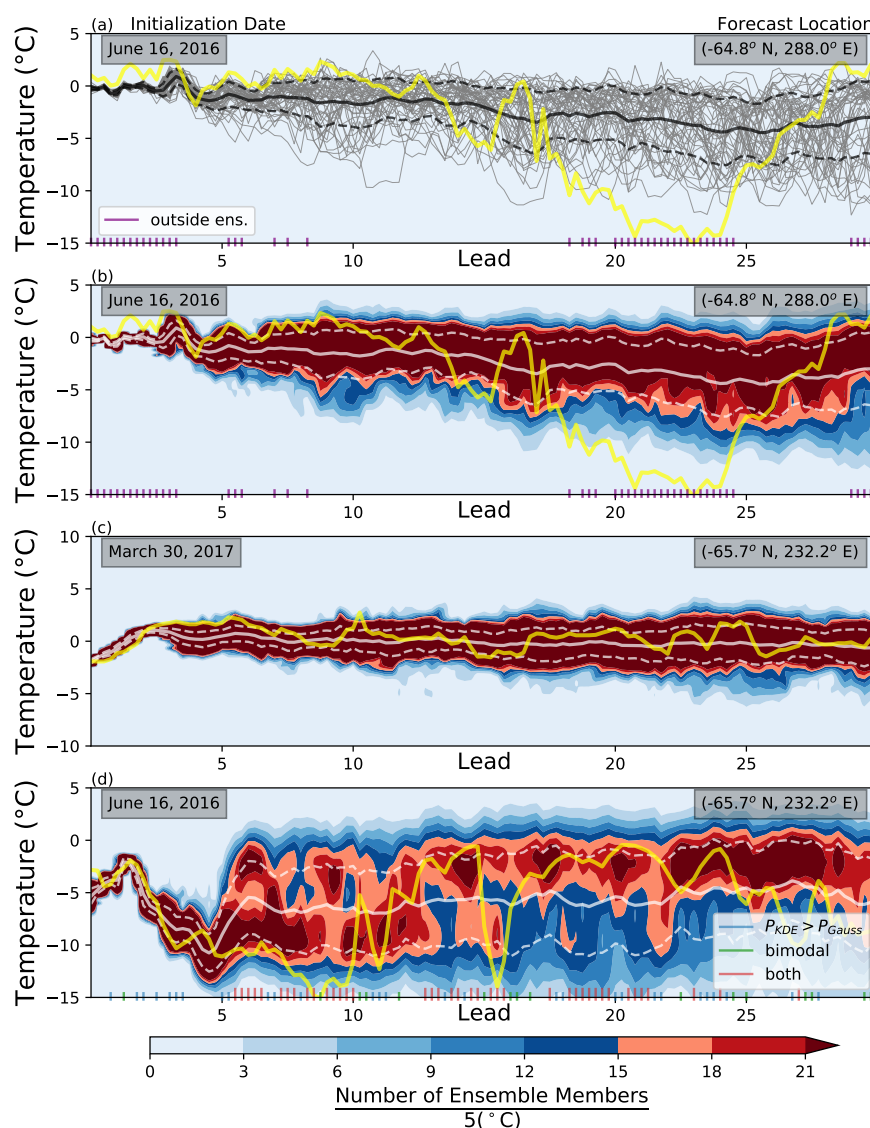 (a) Initialization Date Forecast Location
5
June 16, 2016 (-64.8° N, 288.0° E)
0
−5
−10
−15
Temperature (°C)
outside ens.
5 10 Lead 20 25
(b)
5
June 16, 2016 (-64.8° N, 288.0° E)
0
−5
−10
−15
Temperature (°C)
5 10 Lead 20 25
(c)
10
March 30, 2017 (-65.7° N, 232.2° E)
5
0
−5
−10
Temperature (°C)
5 10 Lead 20 25
(d)
5
June 16, 2016 (-65.7° N, 232.2° E)
0
−5
−10
−15
Temperature (°C)
P_KDE > P_Gauss
bimodal
both
5 10 Lead 20 25
0 3 6 9 12 15 18 21
Number of Ensemble Members
5(°C)